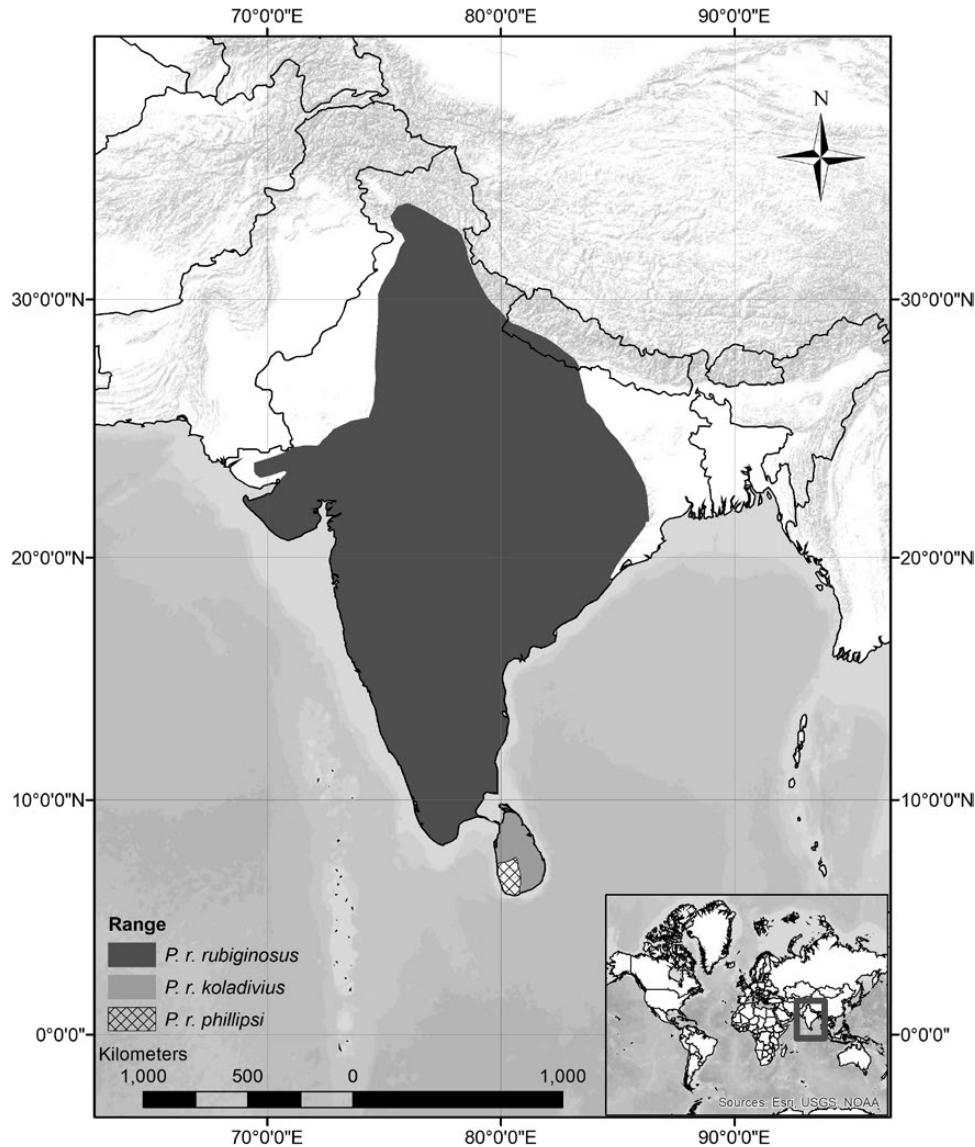 70°0'0"E 80°0'0"E 90°0'0"E
N
30°0'0"N 30°0'0"N
20°0'0"N 20°0'0"N
10°0'0"N 10°0'0"N
Range
P. r. rubiginosus
P. r. koladivius
P. r. phillipsi
0°0'0" 0°0'0"
Kilometers
1,000 500 0 1,000
Sources: Esri, USGS, NOAA
70°0'0"E 80°0'0"E 90°0'0"E